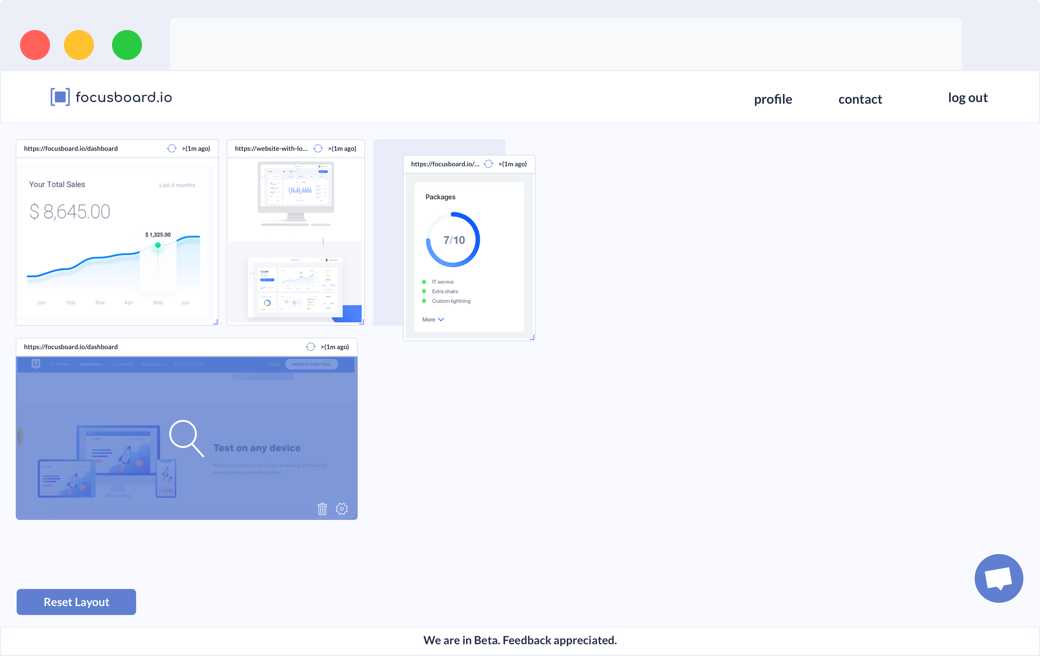 focusboard.io
profile
contact
log out
https://focusboard.io/dashboard >(1m ago)
Your Total Sales
Last 6 months
$ 8,645.00
$ 1,325.00
Jan Feb Mar Apr May Jun
https://website-with-lo... >(1m ago)
https://focusboard.io/... >(1m ago)
Packages
7/10
IT service
Extra chairs
Custom lightning
More
https://focusboard.io/dashboard >(1m ago)
Test on any device
Reset Layout
We are in Beta. Feedback appreciated.